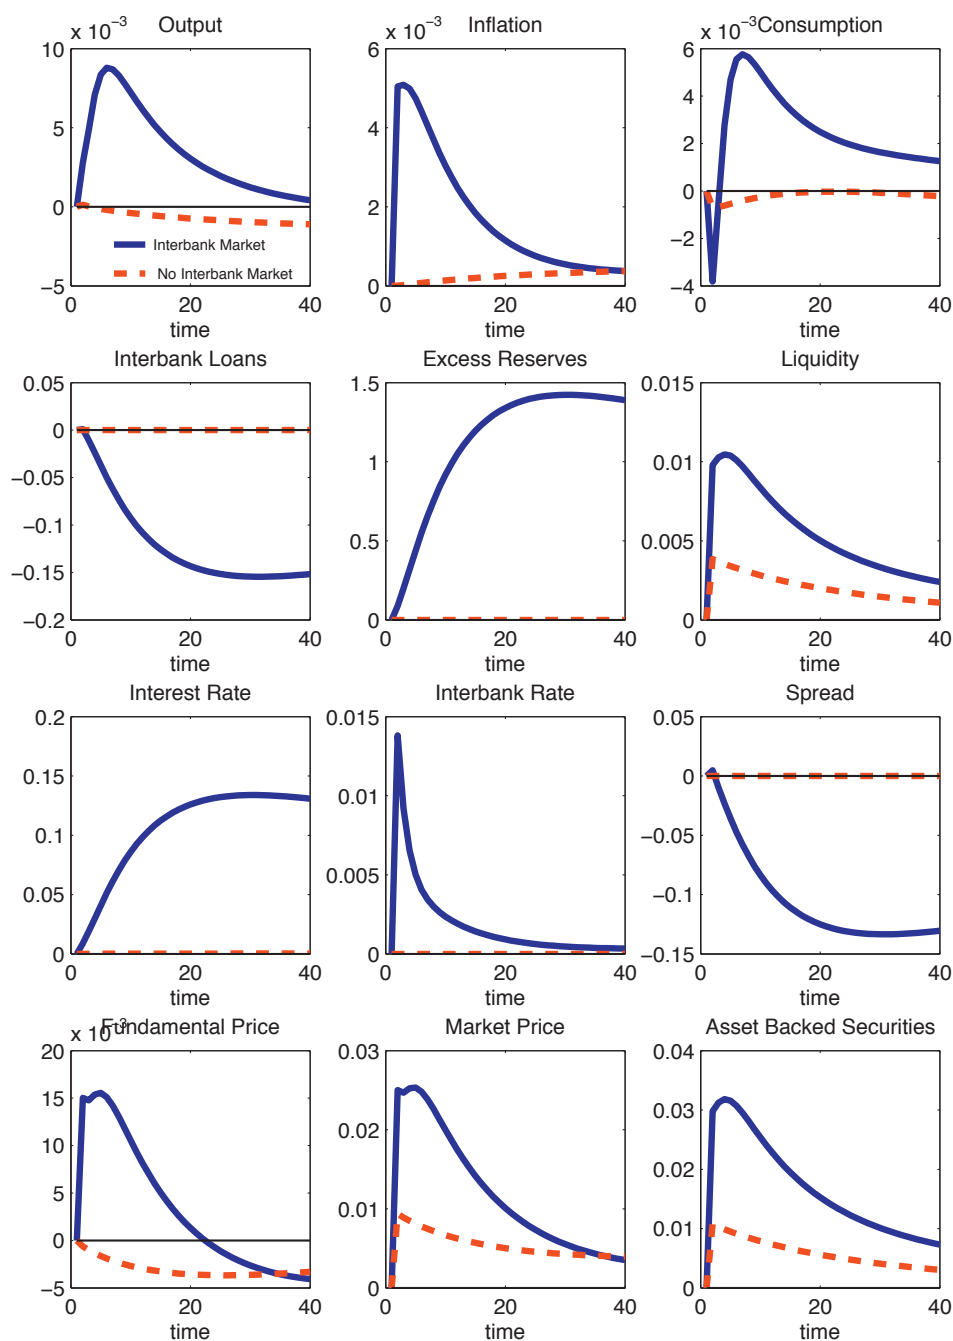 Output
x 10⁻³
10
5
0
−5
0 20 40
time
Interbank Market
No Interbank Market
Inflation
x 10⁻³
6
4
2
0
0 20 40
time
Consumption
x 10⁻³
6
4
2
0
−2
−4
0 20 40
time
Interbank Loans
0.05
0
−0.05
−0.1
−0.15
−0.2
0 20 40
time
Excess Reserves
1.5
1
0.5
0
0 20 40
time
Liquidity
0.015
0.01
0.005
0
0 20 40
time
Interest Rate
0.2
0.15
0.1
0.05
0
0 20 40
time
Interbank Rate
0.015
0.01
0.005
0
0 20 40
time
Spread
0.05
0
−0.05
−0.1
−0.15
0 20 40
time
Fundamental Price
x 10⁻³
20
15
10
5
0
−5
0 20 40
time
Market Price
0.03
0.02
0.01
0
0 20 40
time
Asset Backed Securities
0.04
0.03
0.02
0.01
0
0 20 40
time